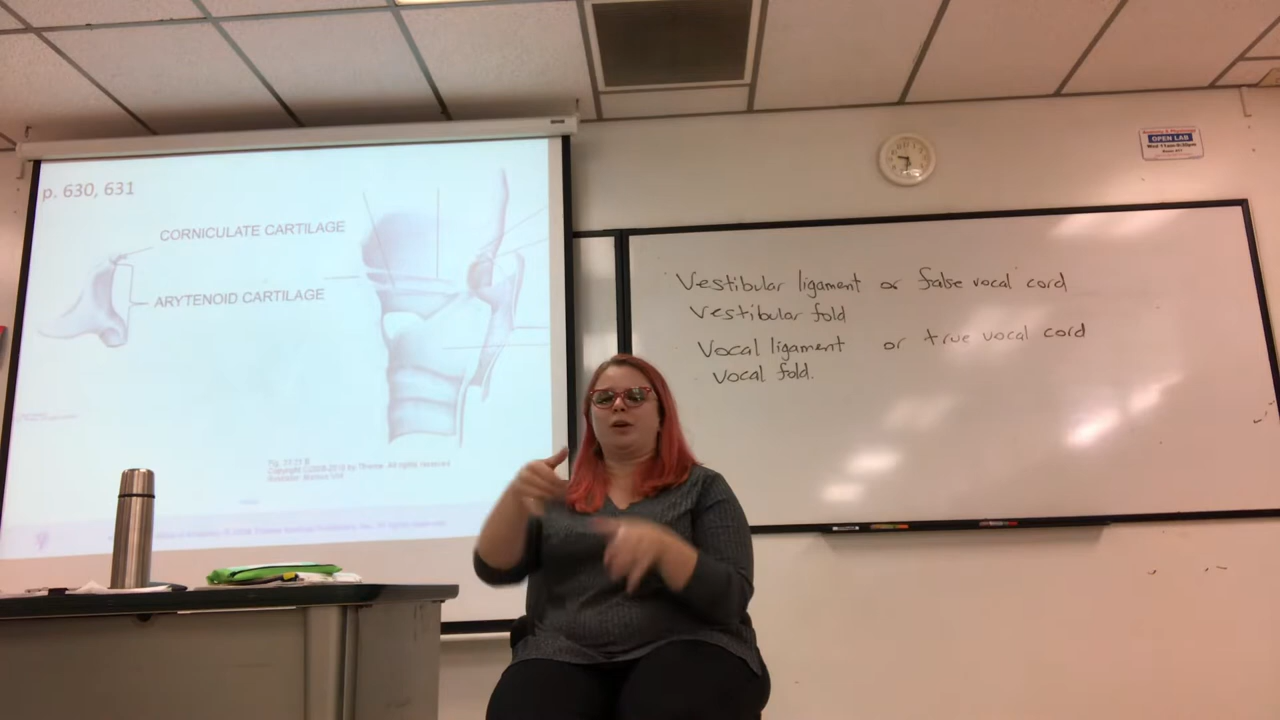 p. 630, 631
CORNICULATE CARTILAGE
ARYTENOID CARTILAGE
Vestibular ligament or false vocal cord
Vestibular fold
Vocal ligament or true vocal cord
Vocal fold.
OPEN LAB